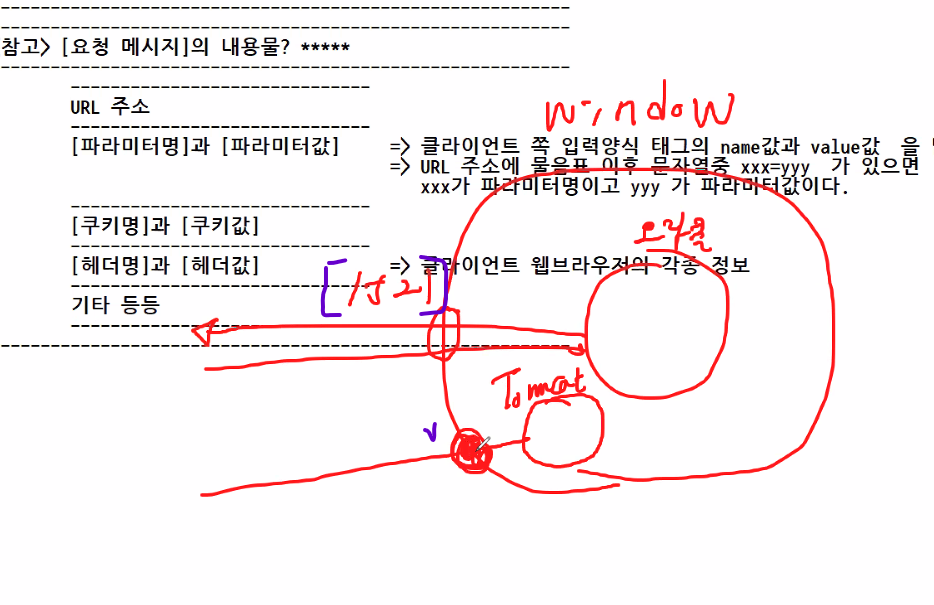 ------------------------------------------------------------
------------------------------------------------------------
참고> [요청 메시지]의 내용물? *****
------------------------------------------------------------
------------------------------
URL 주소
------------------------------
window
[파라미터명]과 [파라미터값] => 클라이언트 쪽 입력양식 태그의 name값과 value값 을
=> URL 주소에 물음표 이후 문자열중 xxx=yyy 가 있으면
xxx가 파라미터명이고 yyy 가 파라미터값이다.
------------------------------
[쿠키명]과 [쿠키값]
오라클
------------------------------
[헤더명]과 [헤더값] => 클라이언트 웹브라우저의 각종 정보
------------------------------
기타 등등
------------------------------
------------------------------------------------------------
Tomcat